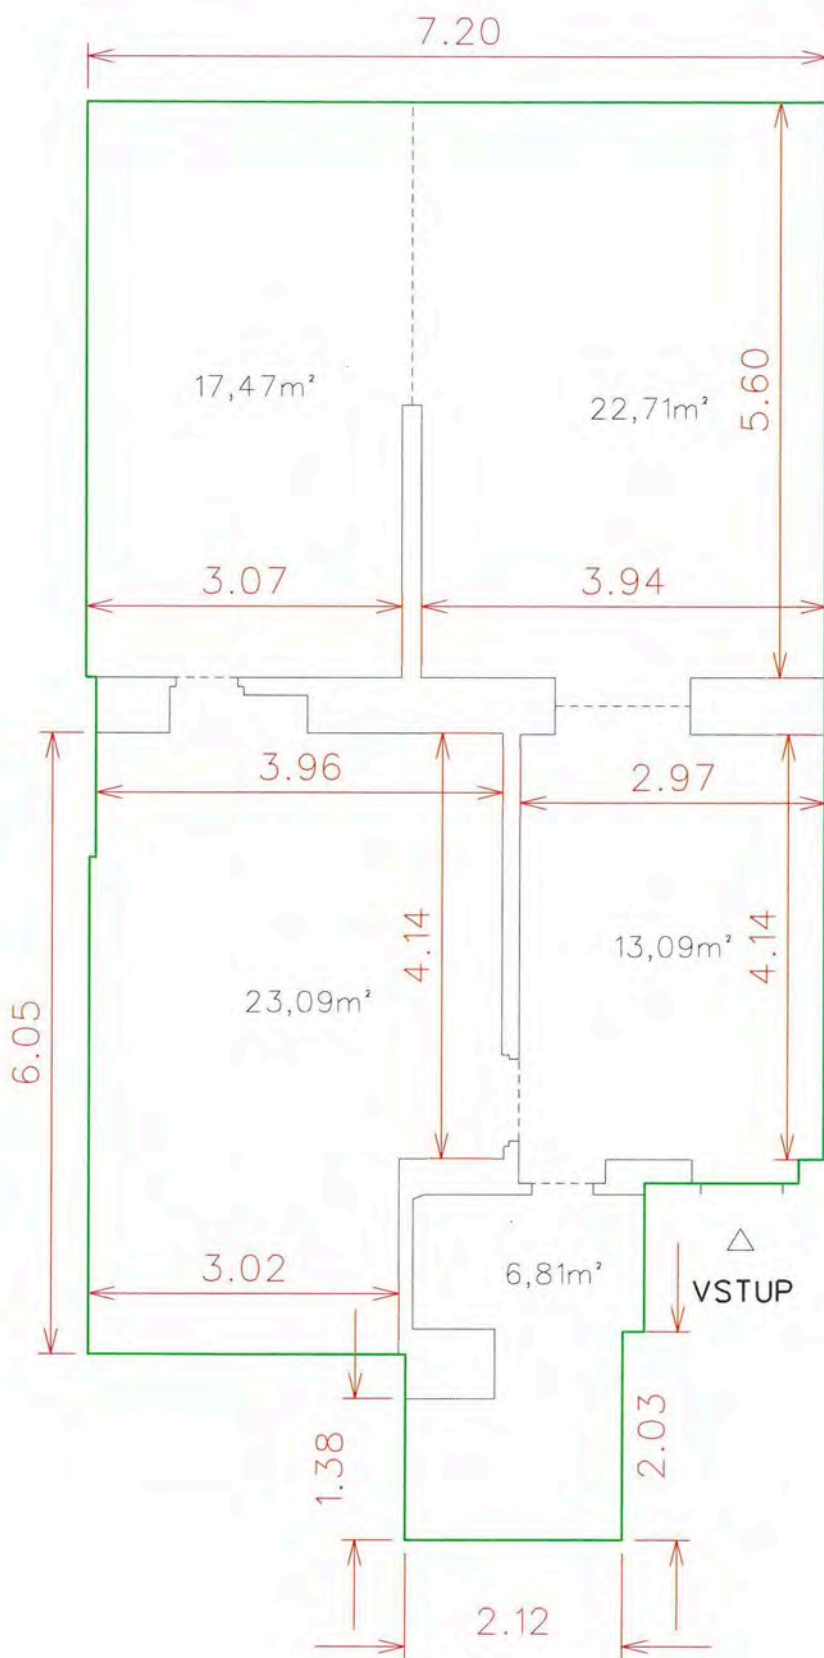 7.20
17,47m²
22,71m²
5.60
3.07
3.94
3.96
2.97
4.14
13,09m²
4.14
23,09m²
6.05
3.02
6,81m²
VSTUP
1.38
2.03
2.12